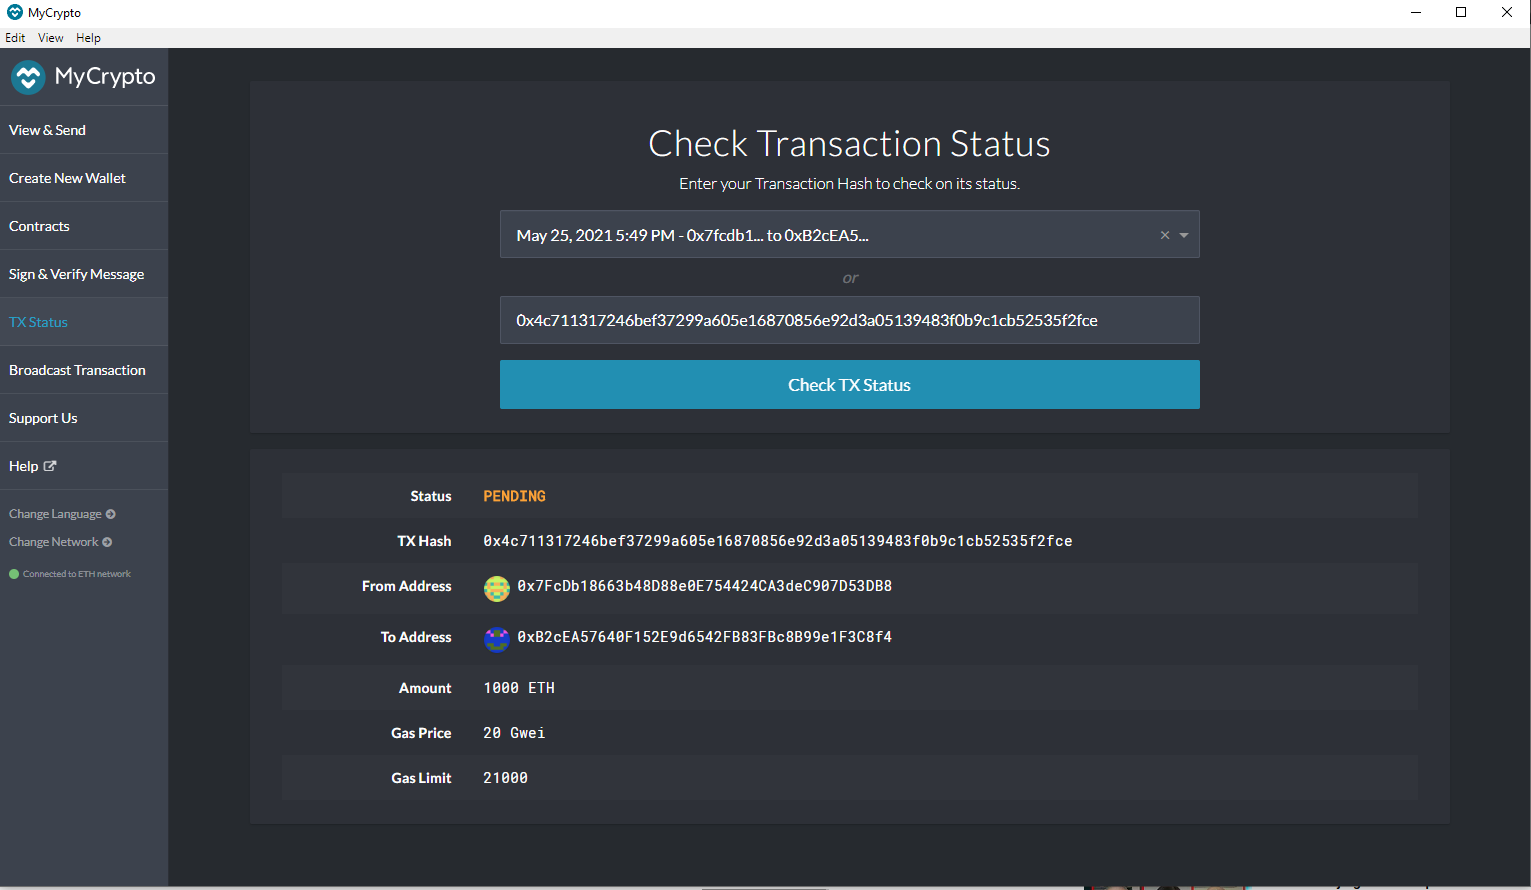 MyCrypto
Edit View Help
MyCrypto
View & Send
Create New Wallet
Contracts
Sign & Verify Message
TX Status
Broadcast Transaction
Support Us
Help
Change Language
Change Network
Connected to ETH network
Check Transaction Status
Enter your Transaction Hash to check on its status.
May 25, 2021 5:49 PM - 0x7fcdb1... to 0xB2cEA5...
or
0x4c711317246bef37299a605e16870856e92d3a05139483f0b9c1cb52535f2fce
Check TX Status
Status PENDING
TX Hash 0x4c711317246bef37299a605e16870856e92d3a05139483f0b9c1cb52535f2fce
From Address 0x7FcDb18663b48D88e0E754424CA3deC907D53DB8
To Address 0xB2cEA57640F152E9d6542FB83FBc8B99e1F3C8f4
Amount 1000 ETH
Gas Price 20 Gwei
Gas Limit 21000